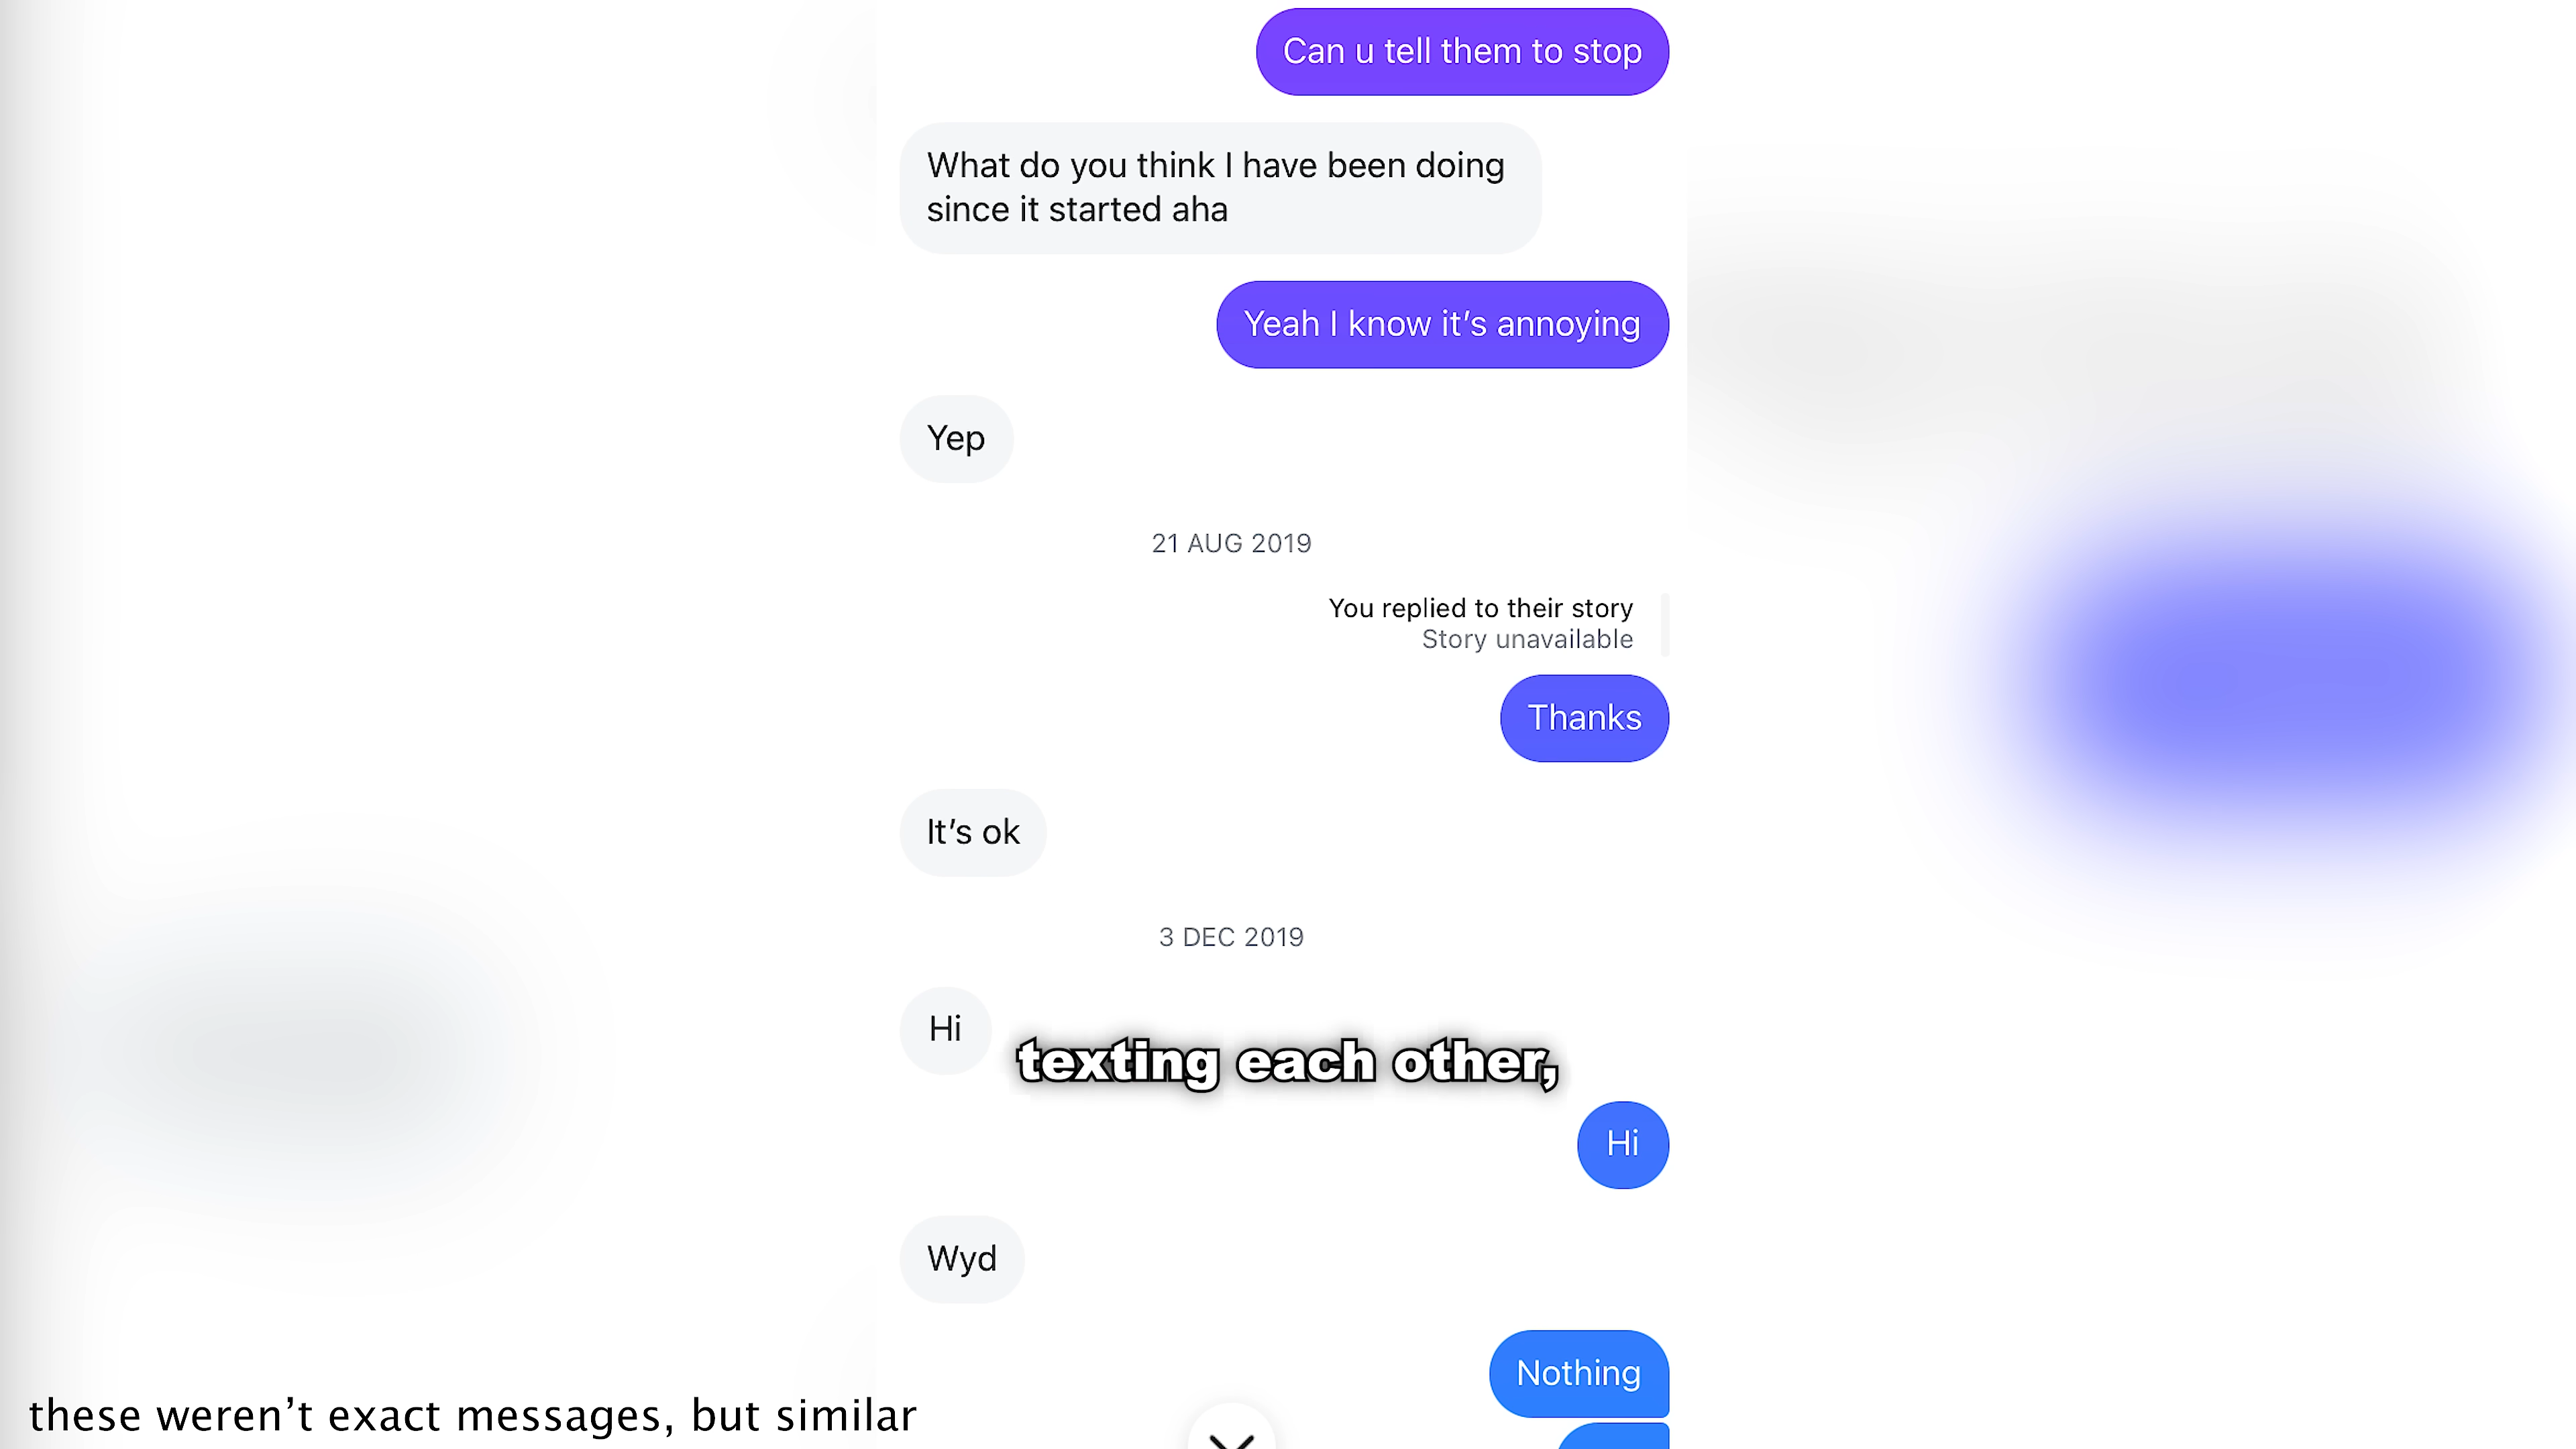 Can u tell them to stop
What do you think I have been doing
since it started aha
Yeah I know it's annoying
Yep
21 AUG 2019
You replied to their story
Story unavailable
Thanks
It's ok
3 DEC 2019
Hi
texting each other,
Hi
Wyd
Nothing
these weren't exact messages, but similar